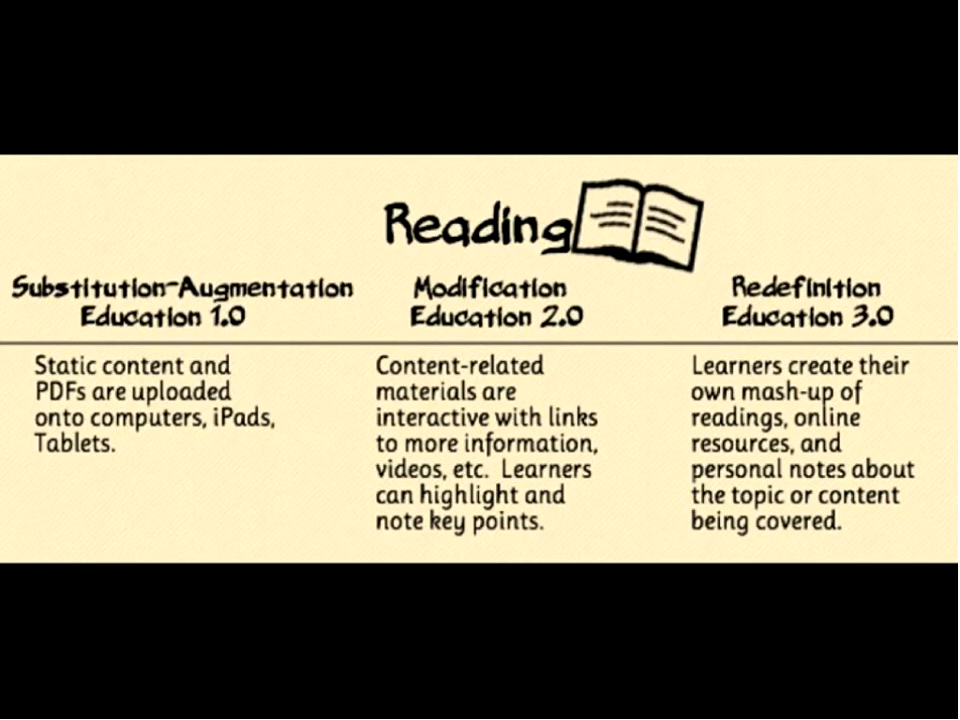 Reading
Substitution-Augmentation
Education 1.0
Static content and
PDFs are uploaded
onto computers, iPads,
Tablets.
Modification
Education 2.0
Content-related
materials are
interactive with links
to more information,
videos, etc. Learners
can highlight and
note key points.
Redefinition
Education 3.0
Learners create their
own mash-up of
readings, online
resources, and
personal notes about
the topic or content
being covered.